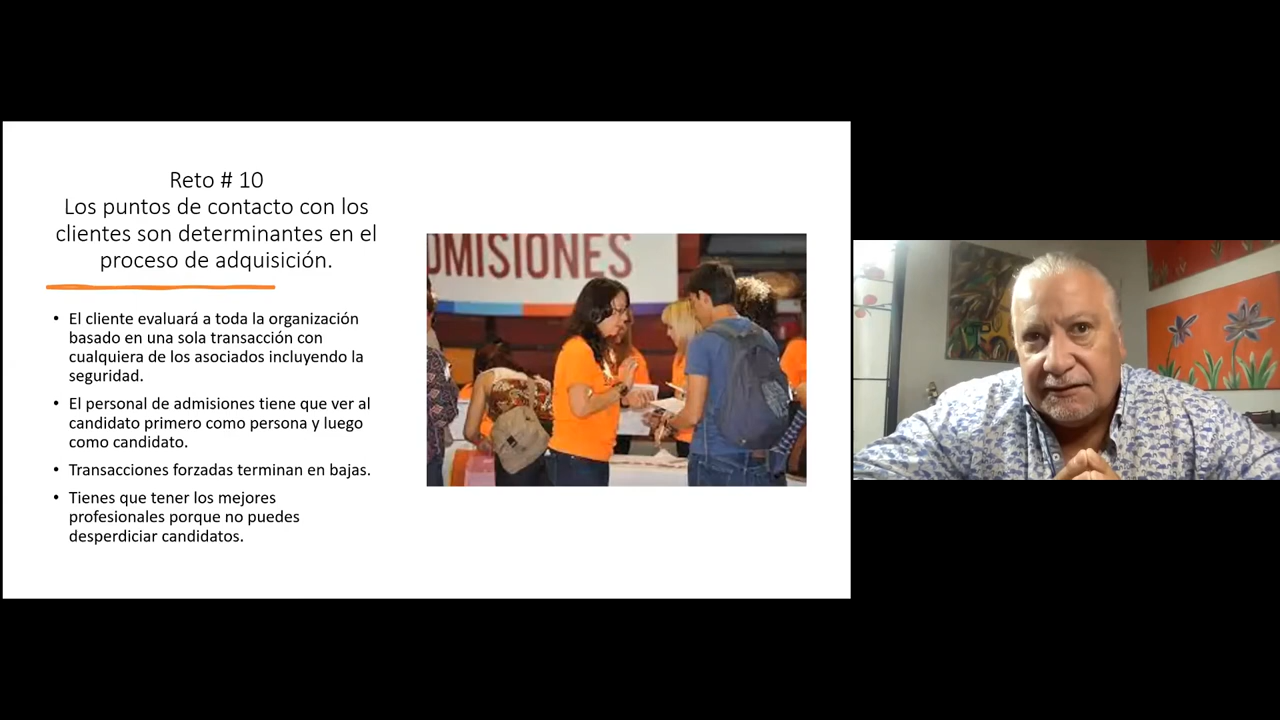 Reto # 10
Los puntos de contacto con los
clientes son determinantes en el
proceso de adquisición.
• El cliente evaluará a toda la organización
basado en una sola transacción con
cualquiera de los asociados incluyendo la
seguridad.
• El personal de admisiones tiene que ver al
candidato primero como persona y luego
como candidato.
• Transacciones forzadas terminan en bajas.
• Tienes que tener los mejores
profesionales porque no puedes
desperdiciar candidatos.
DMISIONES